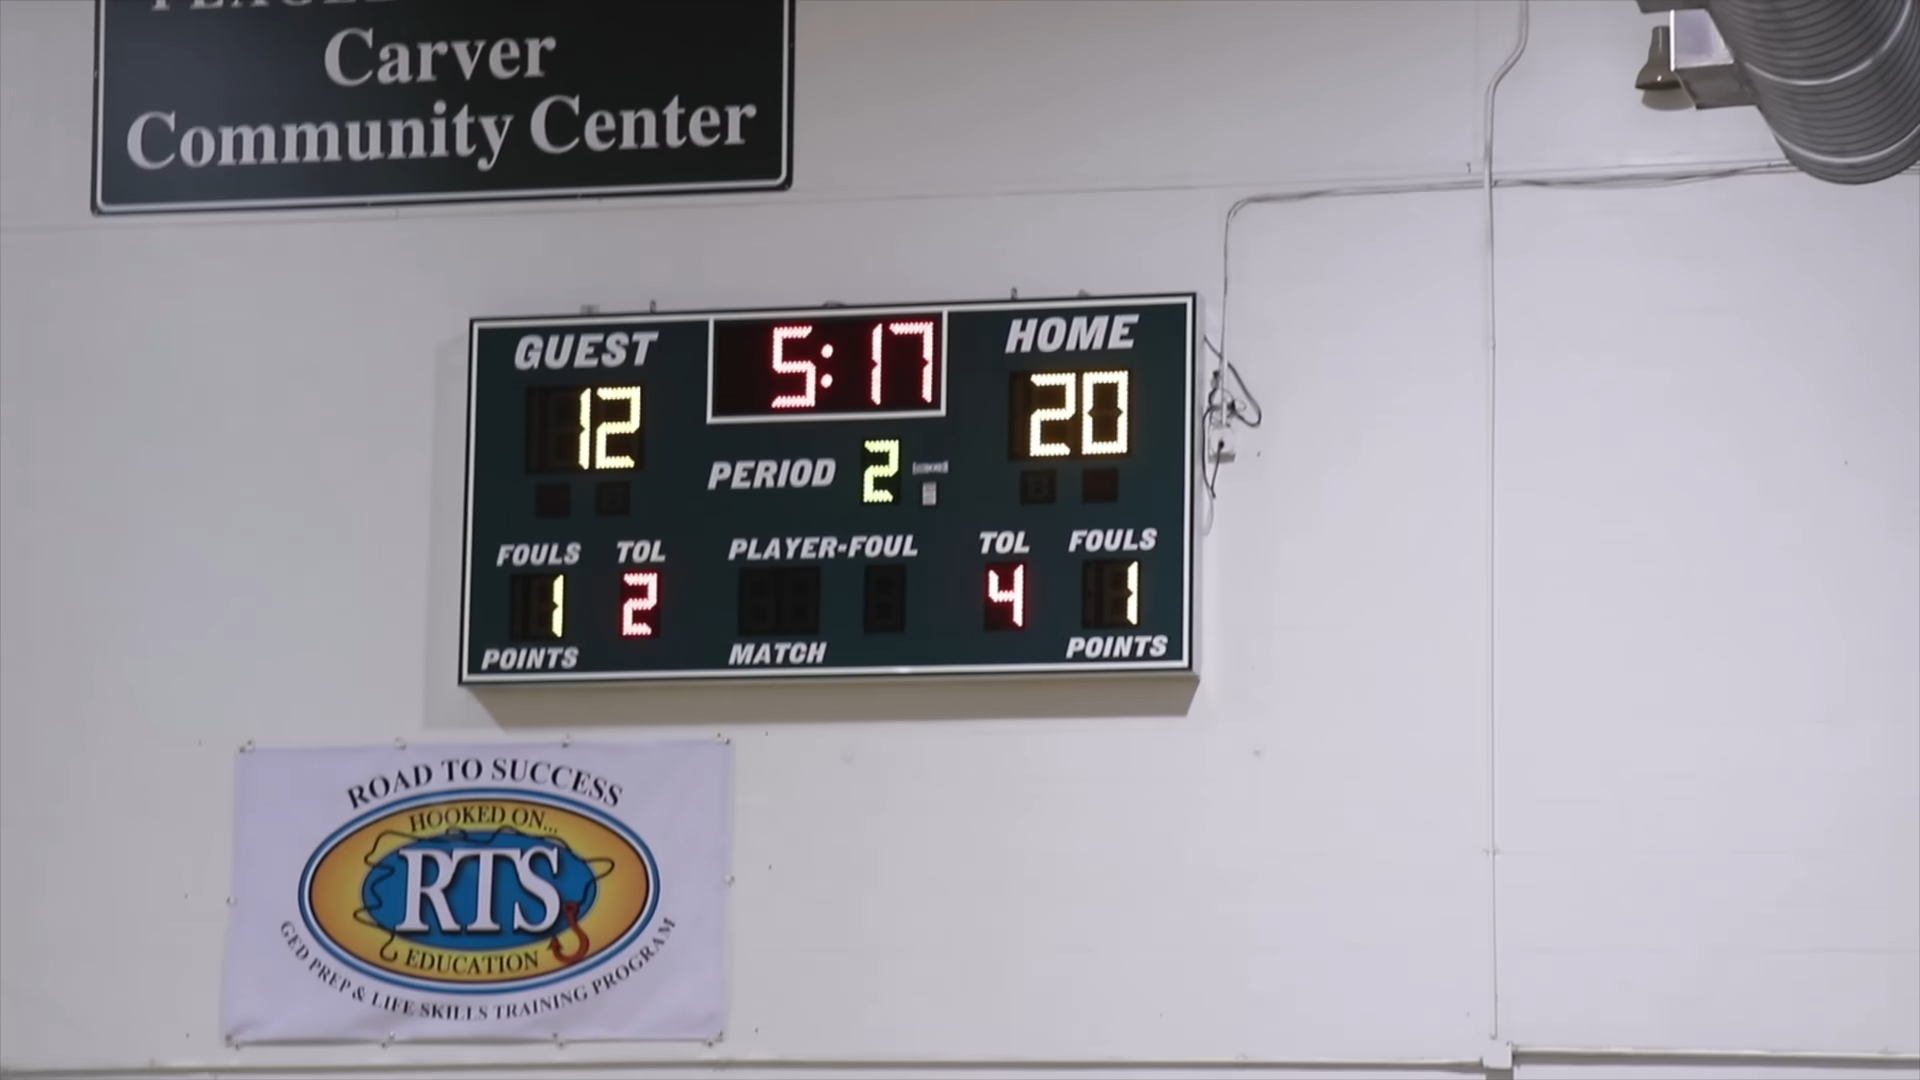 Carver
Community Center
GUEST 5:17 HOME
12 20
PERIOD 2
FOULS TOL PLAYER-FOUL TOL FOULS
1 2 4 1
POINTS MATCH POINTS
ROAD TO SUCCESS
HOOKED ON...
RTS
EDUCATION
GED PREP & LIFE SKILLS TRAINING PROGRAM